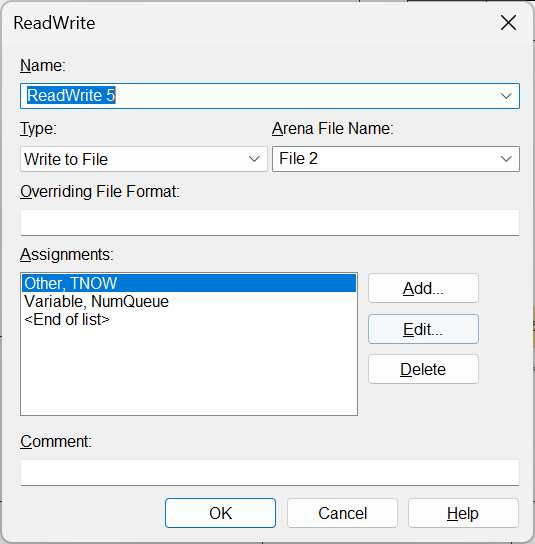 ReadWrite
Name:
ReadWrite 5
Type:
Arena File Name:
Write to File
File 2
Overriding File Format:
Assignments:
Other, TNOW
Variable, NumQueue
<End of list>
Add...
Edit...
Delete
Comment:
OK
Cancel
Help